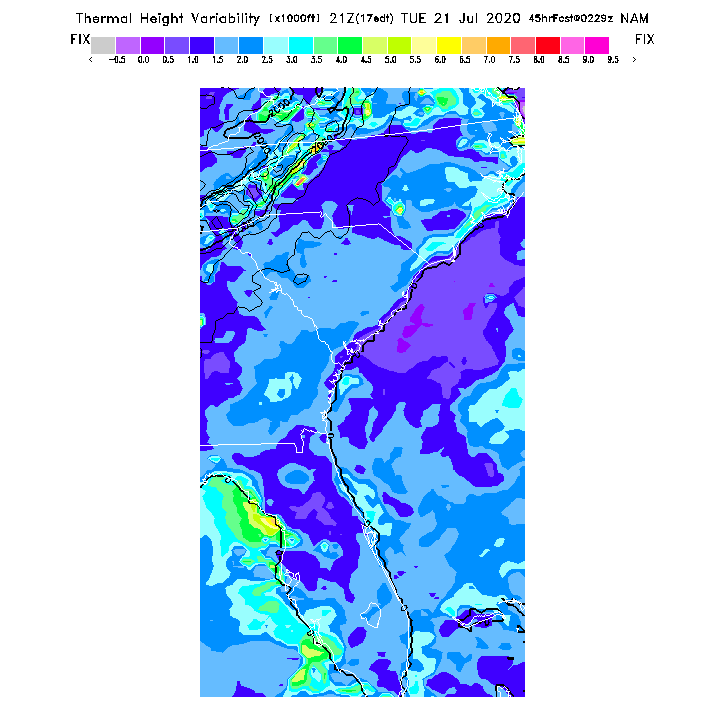 Thermal Height Variability [x1000ft] 21Z(17edt) TUE 21 Jul 2020 45hrFcst@0229z NAM
FIX FIX
< −0.5 0.0 0.5 1.0 1.5 2.0 2.5 3.0 3.5 4.0 4.5 5.0 5.5 6.0 6.5 7.0 7.5 8.0 8.5 9.0 9.5 >
2000
2000